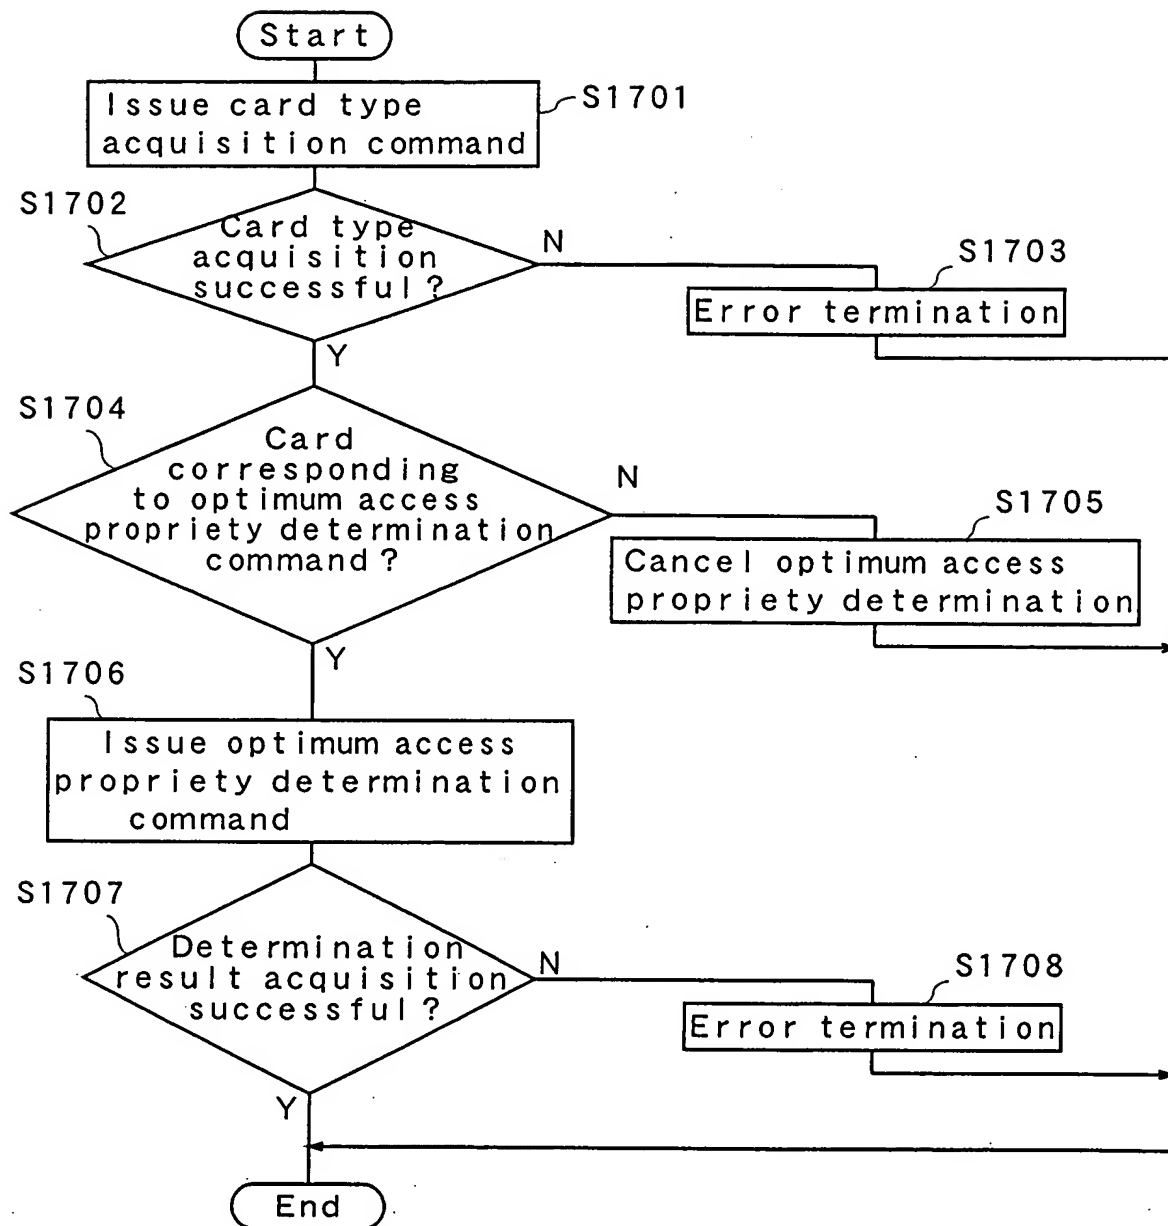 Start
Issue card type
acquisition command
S1701
S1702
Card type
acquisition
successful?
N
S1703
Error termination
Y
S1704
Card
corresponding
to optimum access
propriety determination
command?
N
S1705
Cancel optimum access
propriety determination
Y
S1706
Issue optimum access
propriety determination
command
S1707
Determination
result acquisition
successful?
N
S1708
Error termination
Y
End